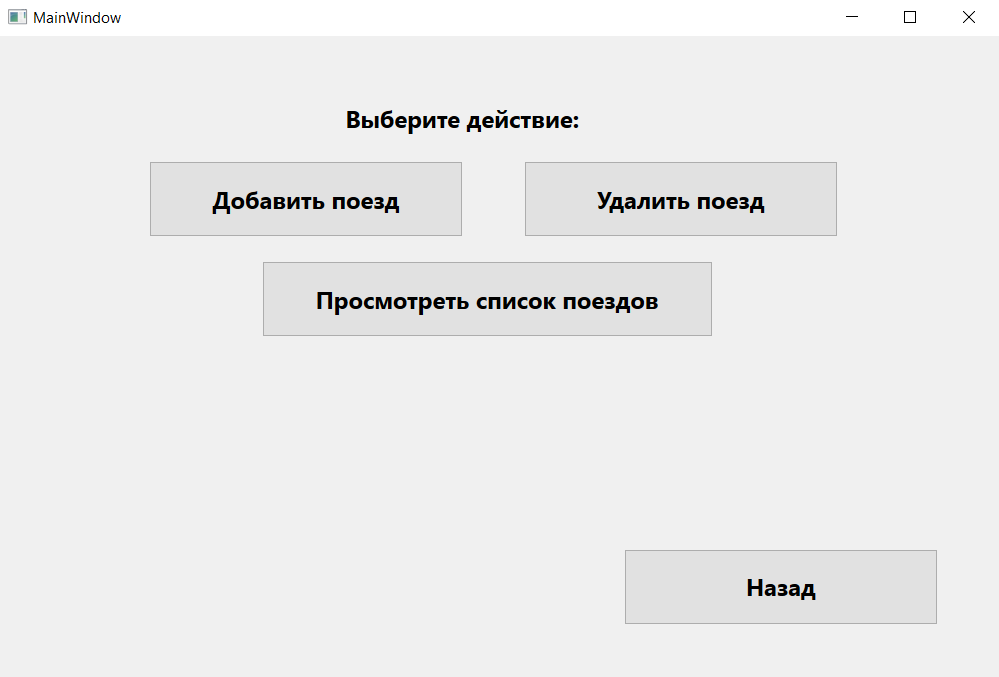 MainWindow
Выберите действие:
Добавить поезд
Удалить поезд
Просмотреть список поездов
Назад